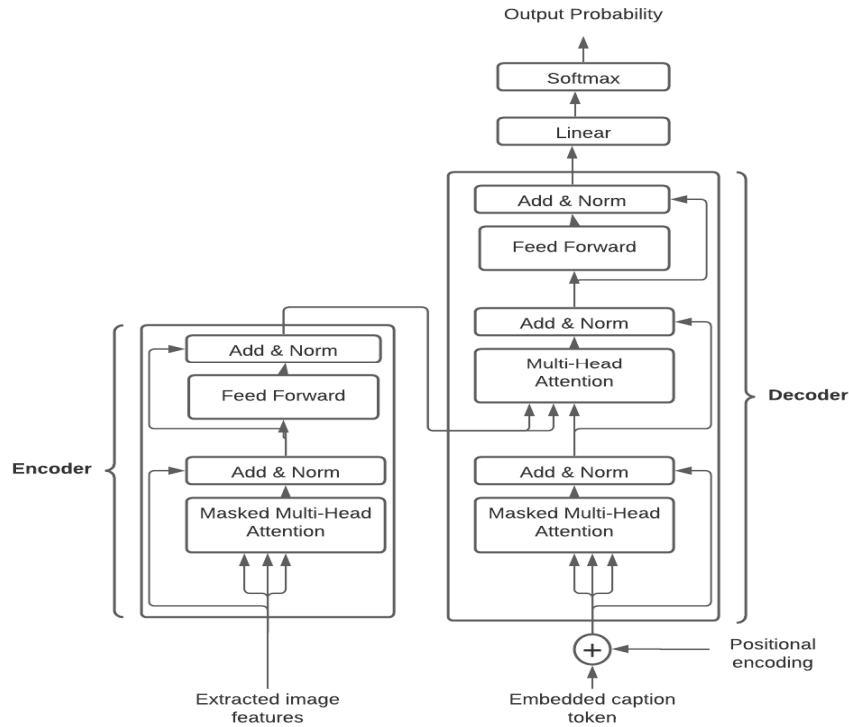 Output Probability
Softmax
Linear
Add & Norm
Feed Forward
Add & Norm
Multi-Head
Attention
Add & Norm
Masked Multi-Head
Attention
Decoder
Positional
encoding
+
Embedded caption
token
Add & Norm
Feed Forward
Add & Norm
Masked Multi-Head
Attention
Encoder
Extracted image
features